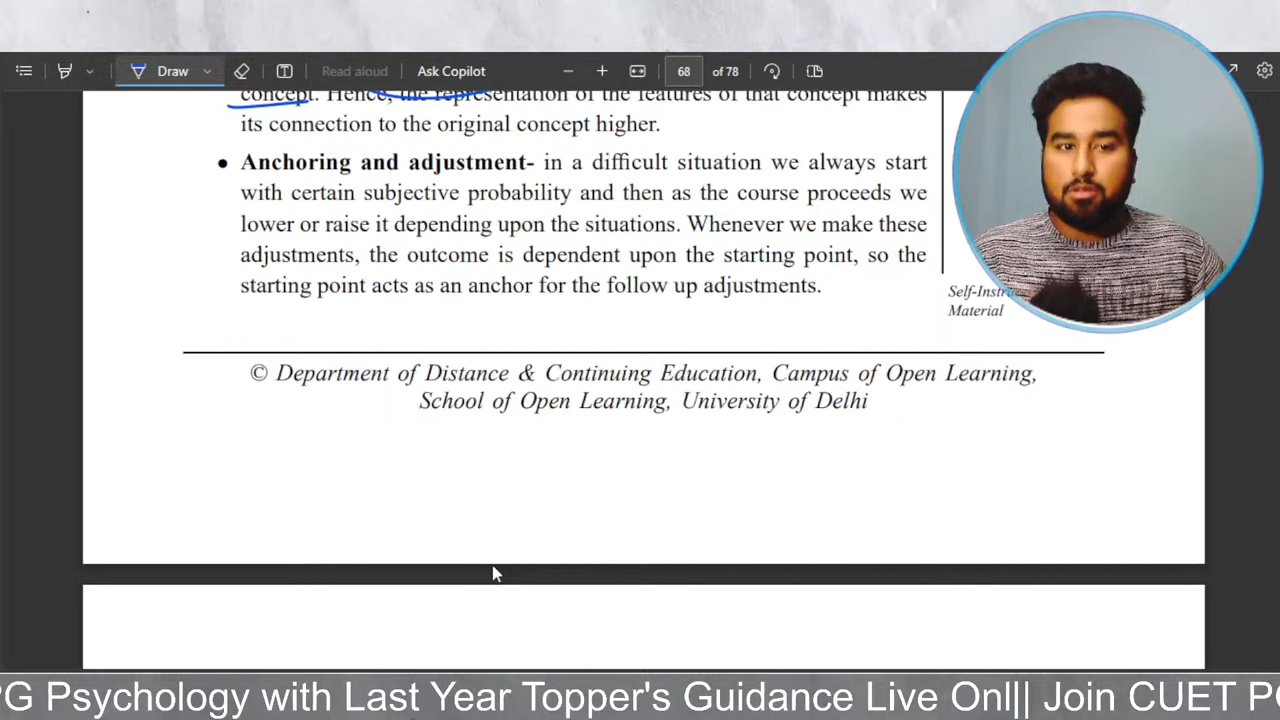 Draw
Read aloud
Ask Copilot
68
of 78
concept. Hence, the representation of the features of that concept makes
its connection to the original concept higher.
• Anchoring and adjustment- in a difficult situation we always start
with certain subjective probability and then as the course proceeds we
lower or raise it depending upon the situations. Whenever we make these
adjustments, the outcome is dependent upon the starting point, so the
starting point acts as an anchor for the follow up adjustments.
Material
© Department of Distance & Continuing Education, Campus of Open Learning,
School of Open Learning, University of Delhi
PG Psychology with Last Year Topper's Guidance Live Onl|| Join CUET P